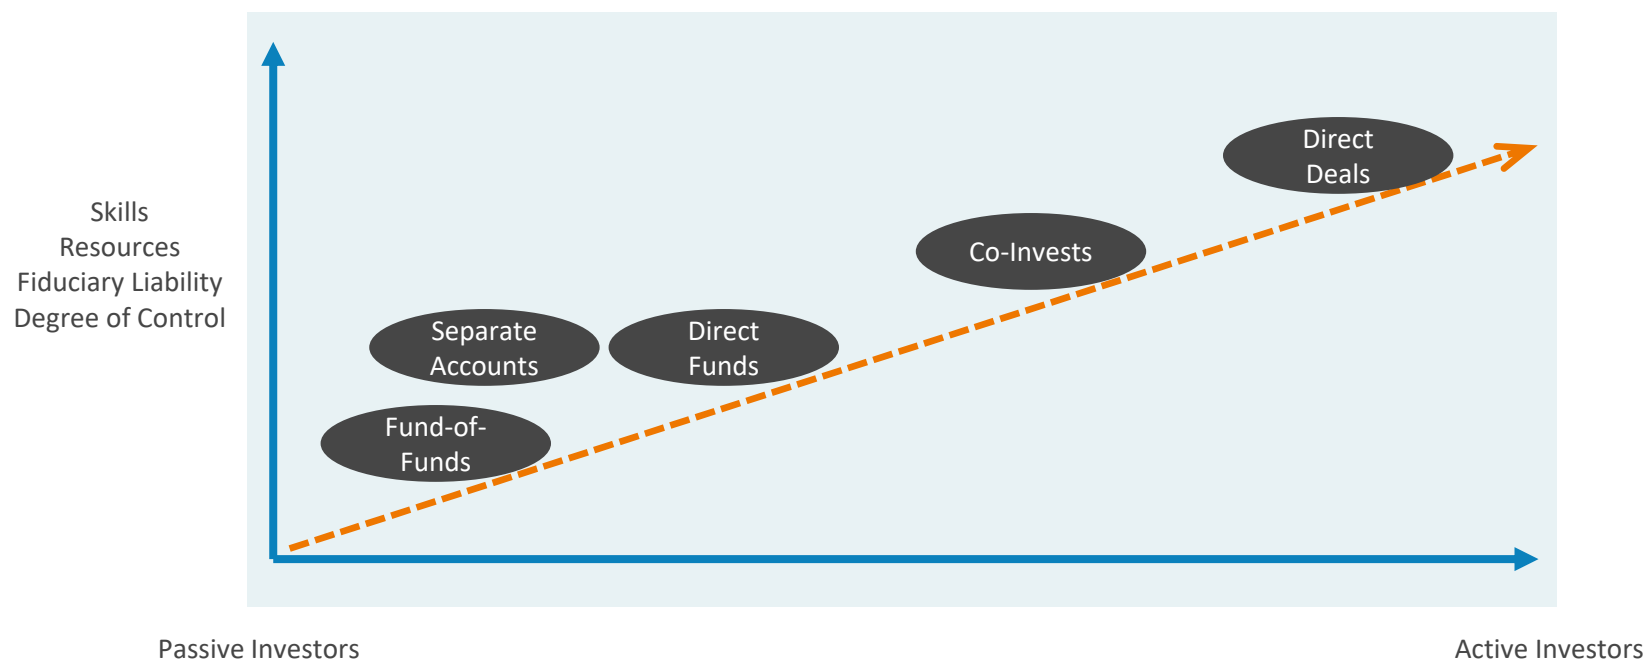 Direct
Deals
Skills
Resources
Fiduciary Liability
Degree of Control
Co-Invests
Separate
Accounts
Direct
Funds
Fund-of-
Funds
Passive Investors
Active Investors